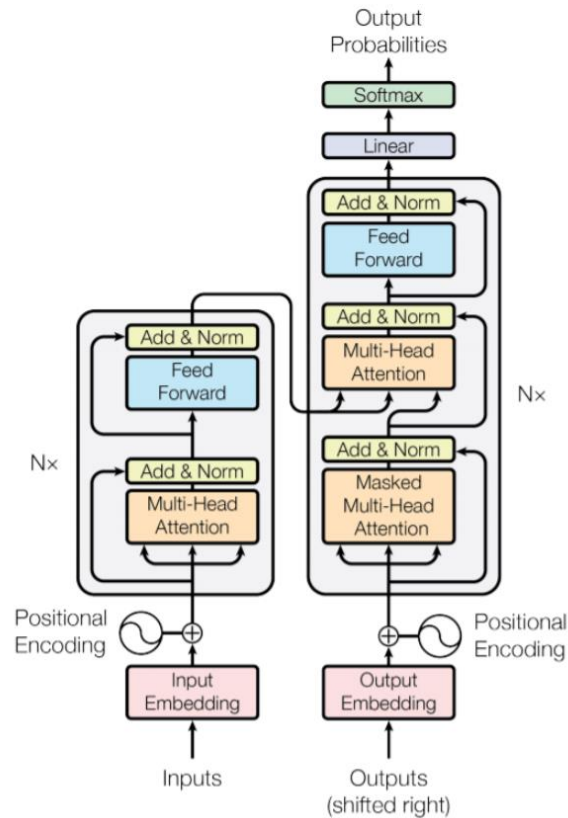 Output
Probabilities
Softmax
Linear
Add & Norm
Feed
Forward
Add & Norm
Multi-Head
Attention
Nx
Add & Norm
Masked
Multi-Head
Attention
Add & Norm
Feed
Forward
Nx
Add & Norm
Multi-Head
Attention
Positional
Encoding
Positional
Encoding
Input
Embedding
Output
Embedding
Inputs
Outputs
(shifted right)